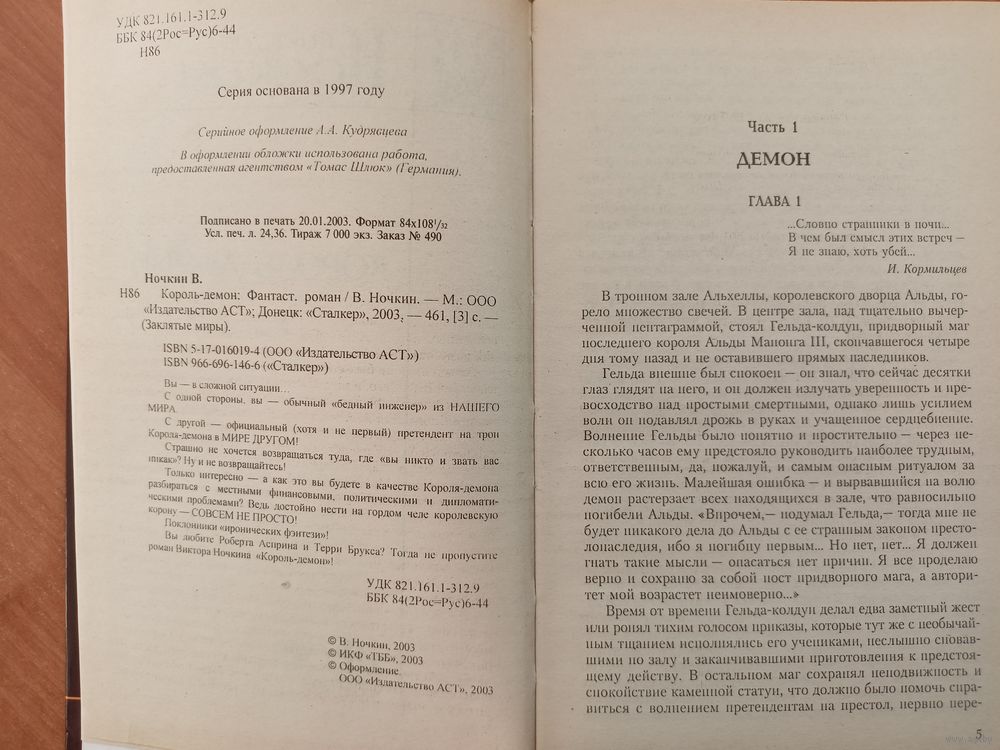 УДК 821.161.1-312.9
ББК 84(2Рос=Рус)6-44
Н86
Серия основана в 1997 году
Серийное оформление А.А. Кудрявцева
В оформлении обложки использована работа,
предоставленная агентством «Томас Шлюк» (Германия).
Подписано в печать 20.01.2003. Формат 84x108¹/₃₂
Усл. печ. л. 24,36. Тираж 7 000 экз. Заказ № 490
Ночкин В.
Н86 Король-демон: Фантаст. роман / В. Ночкин. — М.: ООО
«Издательство АСТ»; Донецк: «Сталкер», 2003. — 461, [3] с. —
(Заклятые миры).
ISBN 5-17-016019-4 (ООО «Издательство АСТ»)
ISBN 966-696-146-6 («Сталкер»)
Вы — в сложной ситуации...
С одной стороны, вы — обычный «бедный инженер» из НАШЕГО
МИРА.
С другой — официальный (хотя и не первый) претендент на трон
Короля-демона в МИРЕ ДРУГОМ!
Страшно не хочется возвращаться туда, где «вы никто и звать вас
никак»? Ну и не возвращайтесь!
Только интересно — а как это вы будете в качестве Короля-демона
разбираться с местными финансовыми, политическими и дипломати-
ческими проблемами? Ведь достойно нести на гордом челе королевскую
корону — СОВСЕМ НЕ ПРОСТО!
Поклонники «иронических фэнтези»!
Вы любите Роберта Асприна и Терри Брукса? Тогда не пропустите
роман Виктора Ночкина «Король-демон»!
УДК 821.161.1-312.9
ББК 84(2Рос=Рус)6-44
© В. Ночкин, 2003
© ИКФ «ТББ», 2003
© Оформление.
ООО «Издательство АСТ», 2003
Часть 1
ДЕМОН
ГЛАВА 1
...Словно странники в ночи...
В чем был смысл этих встреч —
Я не знаю, хоть убей...
И. Кормильцев
В тронном зале Альхеллы, королевского дворца Альды, го-
рело множество свечей. В центре зала, над тщательно вычер-
ченной пентаграммой, стоял Гельда-колдун, придворный маг
последнего короля Альды Манонга III, скончавшегося четыре
дня тому назад и не оставившего прямых наследников.
Гельда внешне был спокоен — он знал, что сейчас десятки
глаз глядят на него, и он должен излучать уверенность и пре-
восходство над простыми смертными, однако лишь усилием
воли он подавлял дрожь в руках и учащенное сердцебиение.
Волнение Гельды было понятно и простительно — через не-
сколько часов ему предстояло руководить наиболее трудным,
ответственным, да, пожалуй, и самым опасным ритуалом за
всю его жизнь. Малейшая ошибка — и вырвавшийся на волю
демон растерзает всех находящихся в зале, что равносильно
погибели Альды. «Впрочем,— подумал Гельда,— тогда мне не
будет никакого дела до Альды с ее странным законом престо-
лонаследия, ибо я погибну первым... Но нет, нет... Я должен
гнать такие мысли — опасаться нет причин. Я все проделаю
верно и сохраню за собой пост придворного мага, а авторитет-
тет мой возрастет неимоверно...»
Время от времени Гельда-колдун делал едва заметный жест
или ронял тихим голосом приказы, которые тут же с необычай-
ным тщанием исполнялись его учениками, неслышно сновав-
шими по залу и заканчивавшими приготовления к предстоя-
щему действу. В остальном маг сохранял неподвижность и
спокойствие каменной статуи, что должно было помочь спра-
виться с волнением претендентам на престол, нервно пере-
5